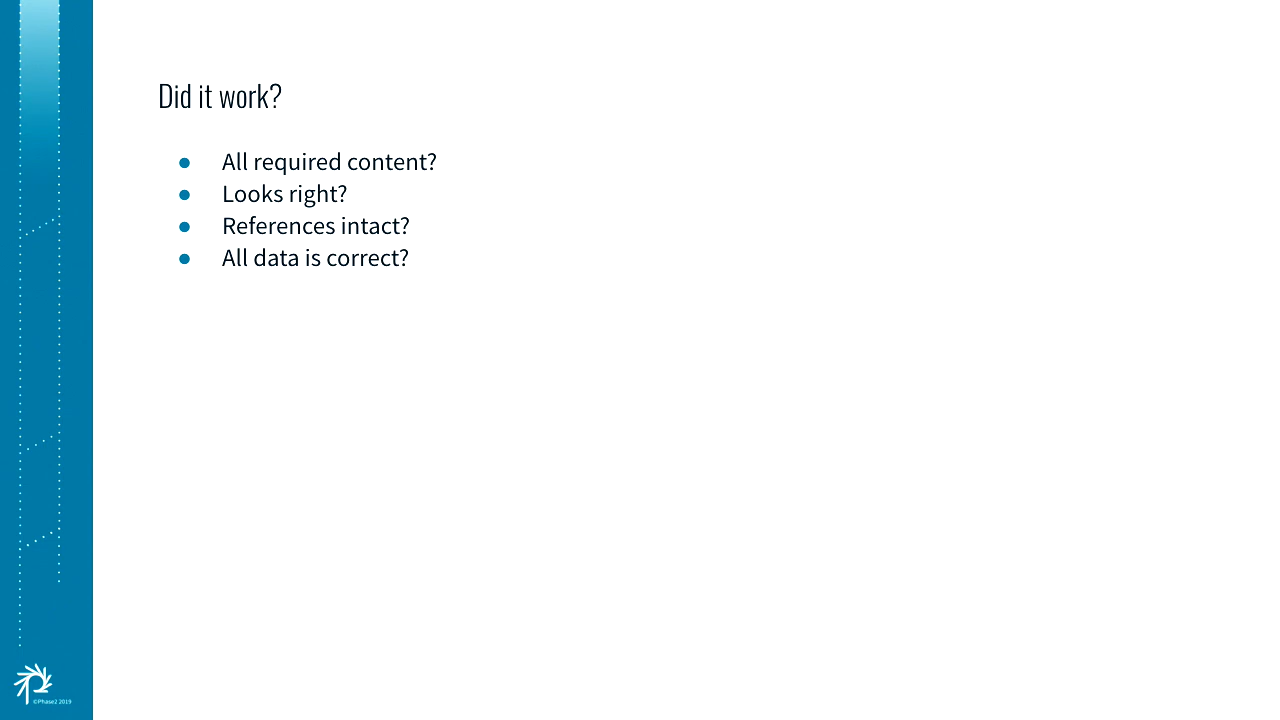 Did it work?
● All required content?
● Looks right?
● References intact?
● All data is correct?
©Phase2 2019